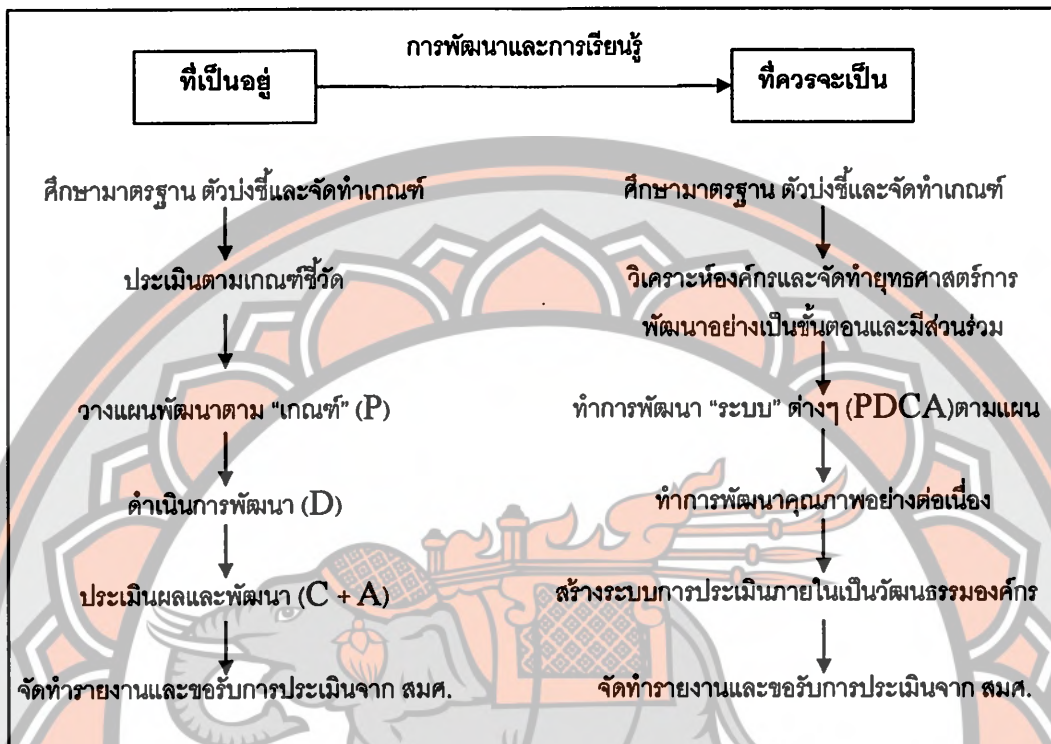 การพัฒนาและการเรียนรู้
ที่เป็นอยู่
ที่ควรจะเป็น
ศึกษามาตรฐาน ตัวบ่งชี้และจัดทำเกณฑ์
ประเมินตามเกณฑ์ชี้วัด
วางแผนพัฒนาตาม “เกณฑ์” (P)
ดำเนินการพัฒนา (D)
ประเมินผลและพัฒนา (C + A)
จัดทำรายงานและขอรับการประเมินจาก สมศ.
ศึกษามาตรฐาน ตัวบ่งชี้และจัดทำเกณฑ์
วิเคราะห์องค์กรและจัดทำยุทธศาสตร์การ
พัฒนาอย่างเป็นขั้นตอนและมีส่วนร่วม
ทำการพัฒนา “ระบบ” ต่างๆ (PDCA)ตามแผน
ทำการพัฒนาคุณภาพอย่างต่อเนื่อง
สร้างระบบการประเมินภายในเป็นวัฒนธรรมองค์กร
จัดทำรายงานและขอรับการประเมินจาก สมศ.